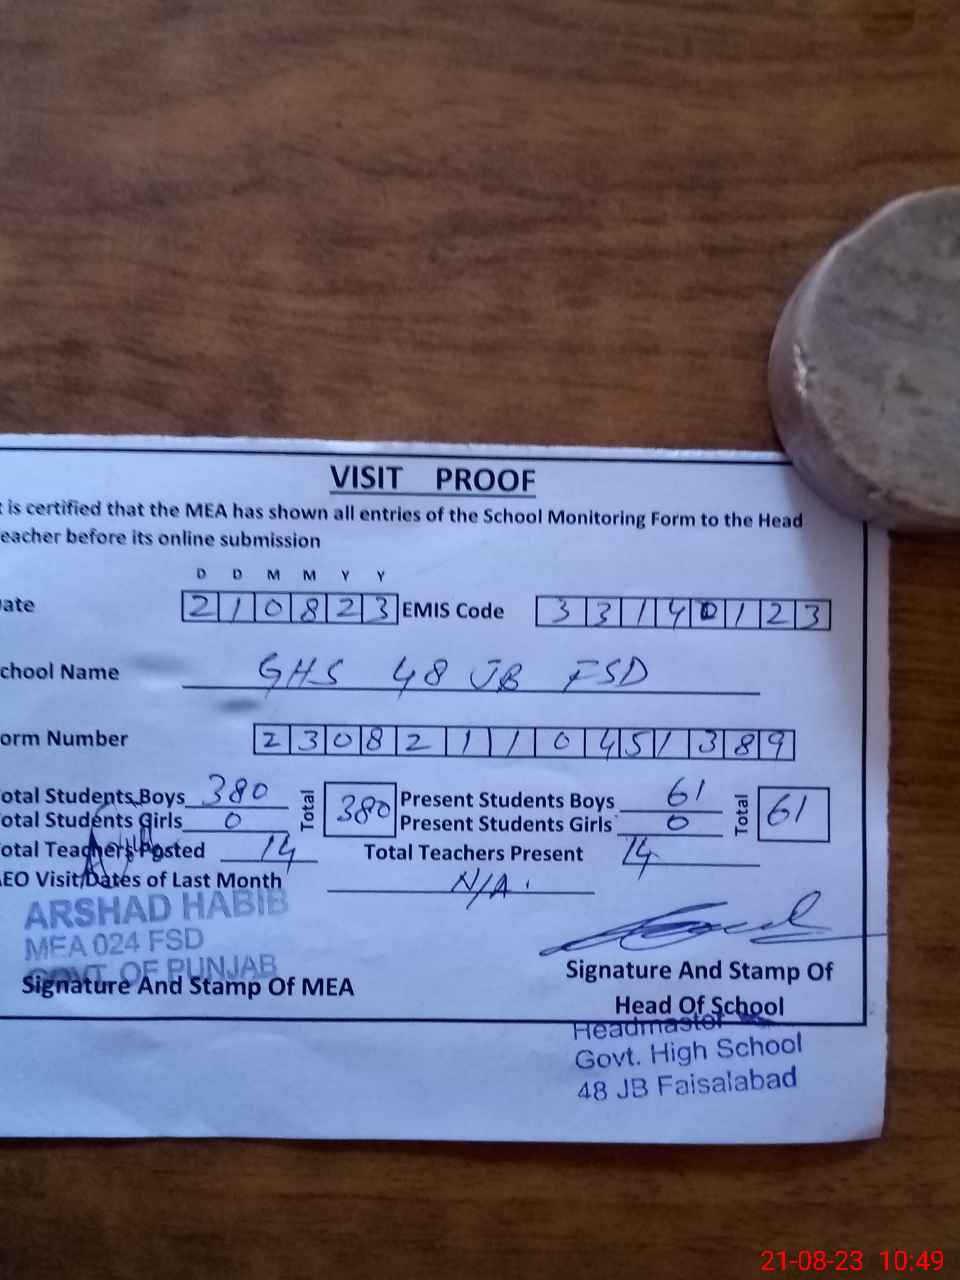 VISIT PROOF
t is certified that the MEA has shown all entries of the School Monitoring Form to the Head
eacher before its online submission
D D M M Y Y
ate 2 1 0 8 2 3 EMIS Code 3 3 1 4 0 1 2 3
chool Name GHS 48 JB FSD
orm Number 2 3 0 8 2 1 1 1 0 4 5 1 3 8 9
otal Students Boys 380 Total 380 Present Students Boys 61 Total 61
otal Students Girls 0 Present Students Girls 0
otal Teachers Posted 14 Total Teachers Present 14
EO Visit Dates of Last Month N/A.
ARSHAD HABIB
MEA 024 FSD
GOVT. OF PUNJAB
Signature And Stamp Of MEA
Signature And Stamp Of
Head Of School
Headmaster
Govt. High School
48 JB Faisalabad
21-08-23 10:49